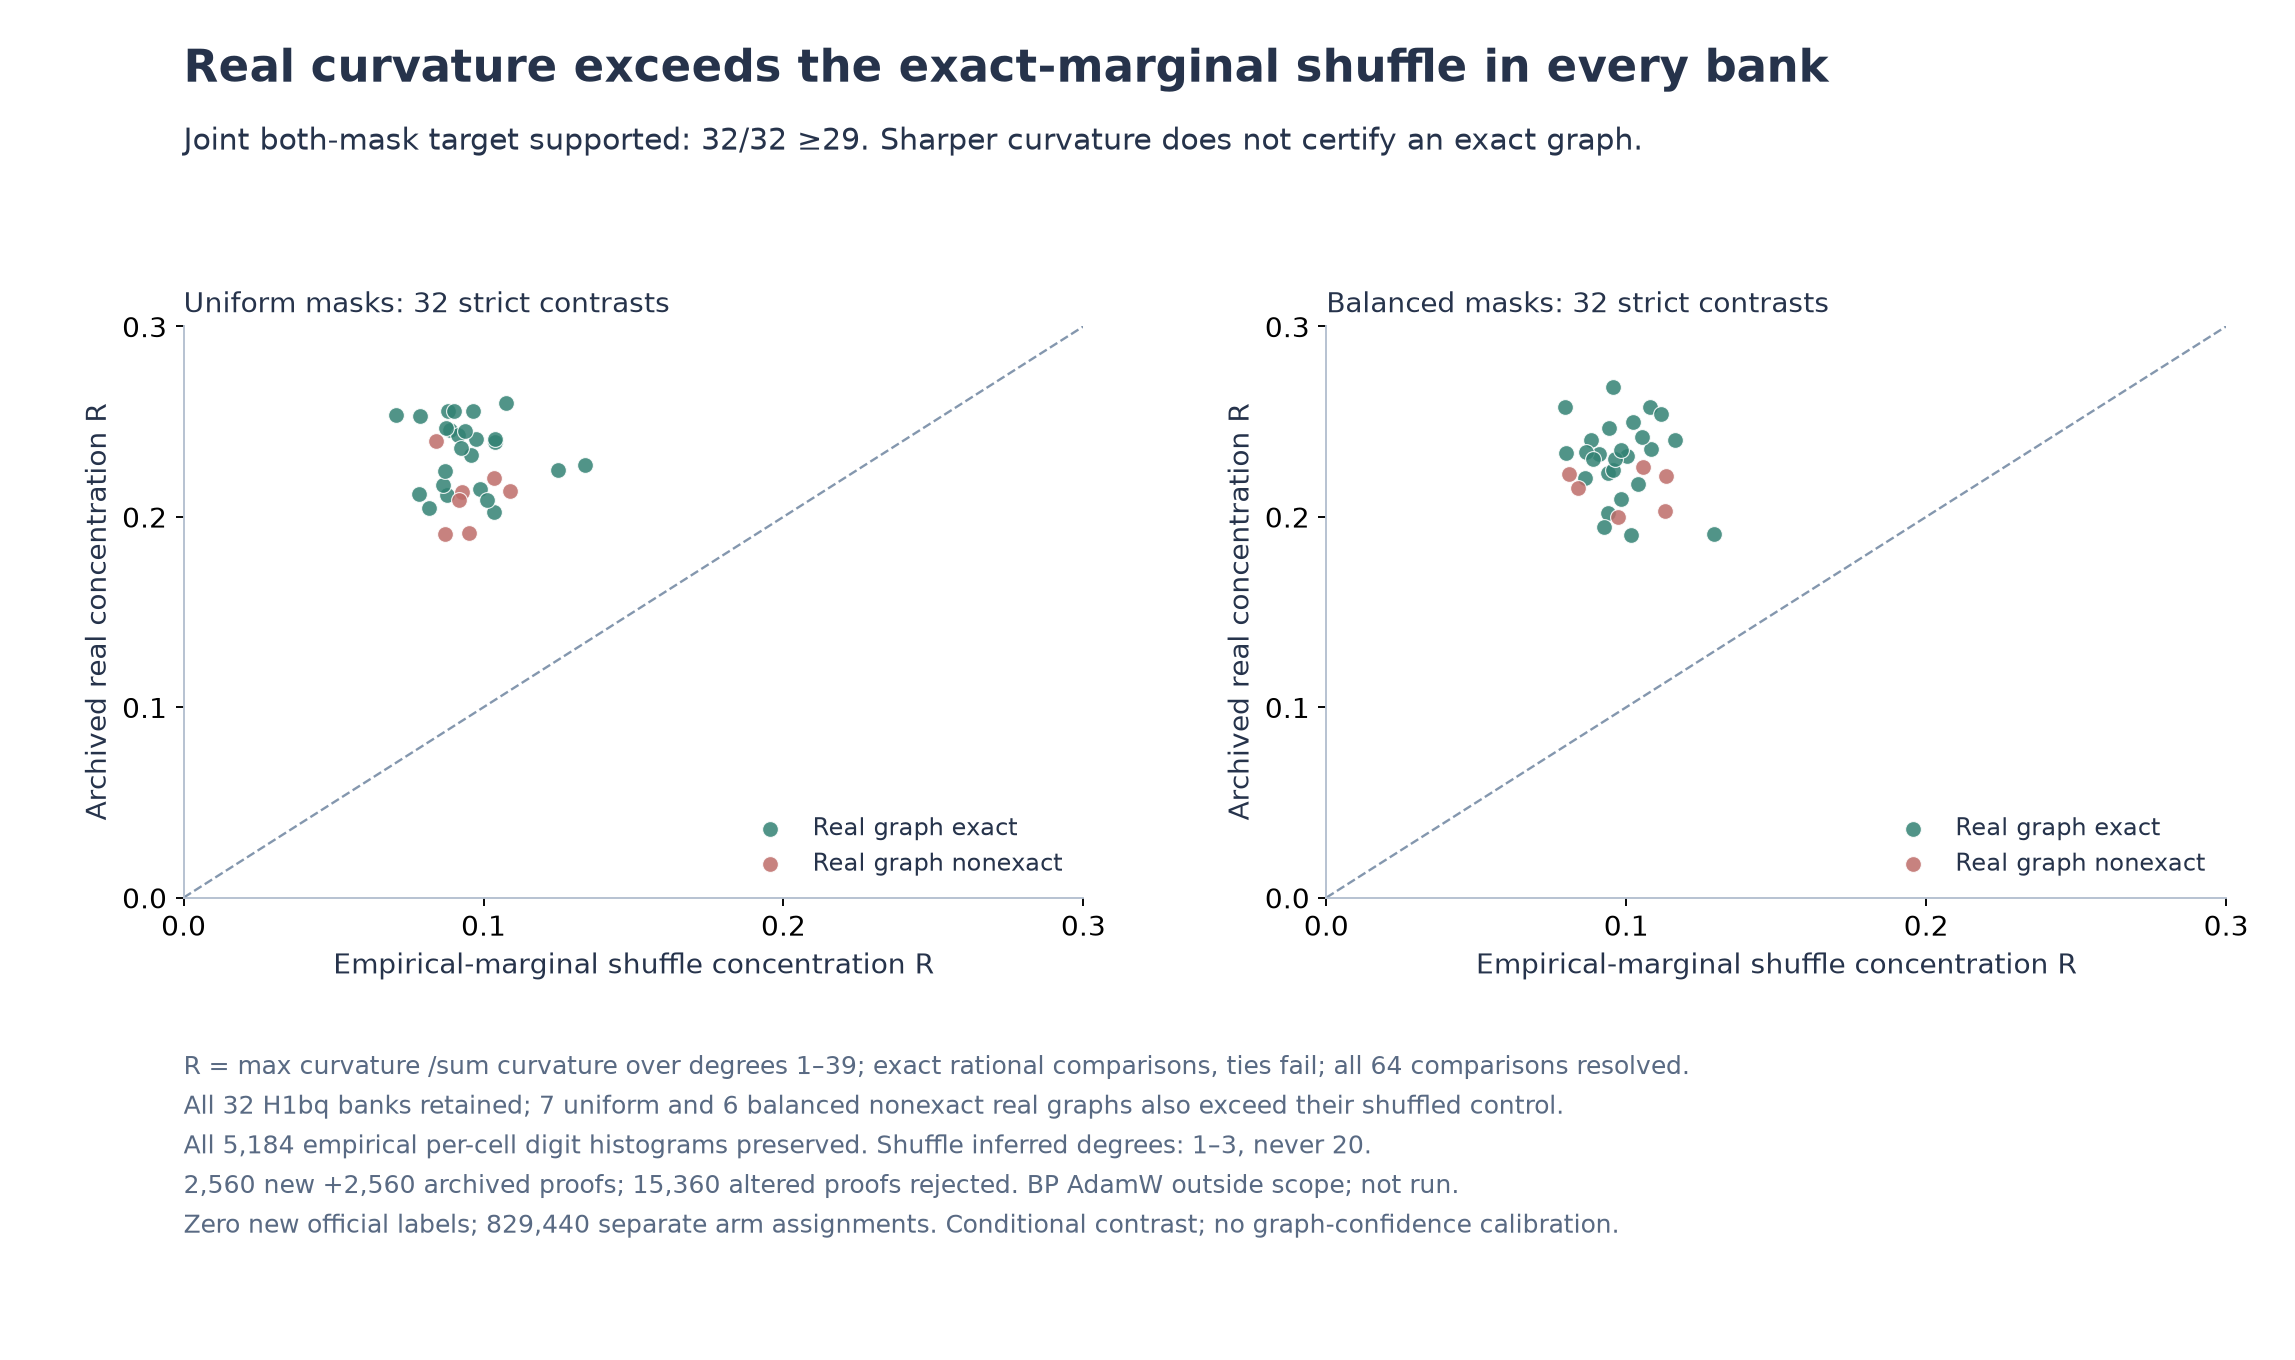 Real curvature exceeds the exact-marginal shuffle in every bank
Joint both-mask target supported: 32/32 ≥29. Sharper curvature does not certify an exact graph.
Uniform masks: 32 strict contrasts
0.3
0.2
0.1
0.0
Archived real concentration R
Real graph exact
Real graph nonexact
0.0 0.1 0.2 0.3
Empirical-marginal shuffle concentration R
Balanced masks: 32 strict contrasts
0.3
0.2
0.1
0.0
Archived real concentration R
Real graph exact
Real graph nonexact
0.0 0.1 0.2 0.3
Empirical-marginal shuffle concentration R
R = max curvature /sum curvature over degrees 1–39; exact rational comparisons, ties fail; all 64 comparisons resolved.
All 32 H1bq banks retained; 7 uniform and 6 balanced nonexact real graphs also exceed their shuffled control.
All 5,184 empirical per-cell digit histograms preserved. Shuffle inferred degrees: 1–3, never 20.
2,560 new +2,560 archived proofs; 15,360 altered proofs rejected. BP AdamW outside scope; not run.
Zero new official labels; 829,440 separate arm assignments. Conditional contrast; no graph-confidence calibration.